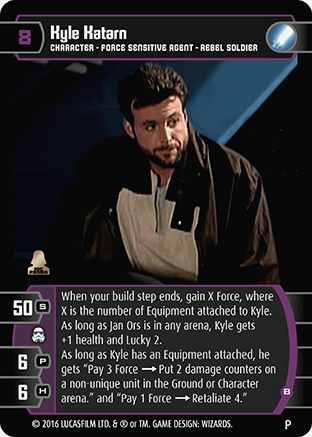 8
Kyle Katarn
CHARACTER - FORCE SENSITIVE AGENT - REBEL SOLDIER
50 S
6 P
6 H
When your build step ends, gain X Force, where
X is the number of Equipment attached to Kyle.
As long as Jan Ors is in any arena, Kyle gets
+1 health and Lucky 2.
As long as Kyle has an Equipment attached, he
gets "Pay 3 Force → Put 2 damage counters
on a non-unique unit in the Ground or Character
arena." and "Pay 1 Force → Retaliate 4."
B
© 2016 LUCASFILM LTD. & ® or TM. GAME DESIGN: WIZARDS.
P